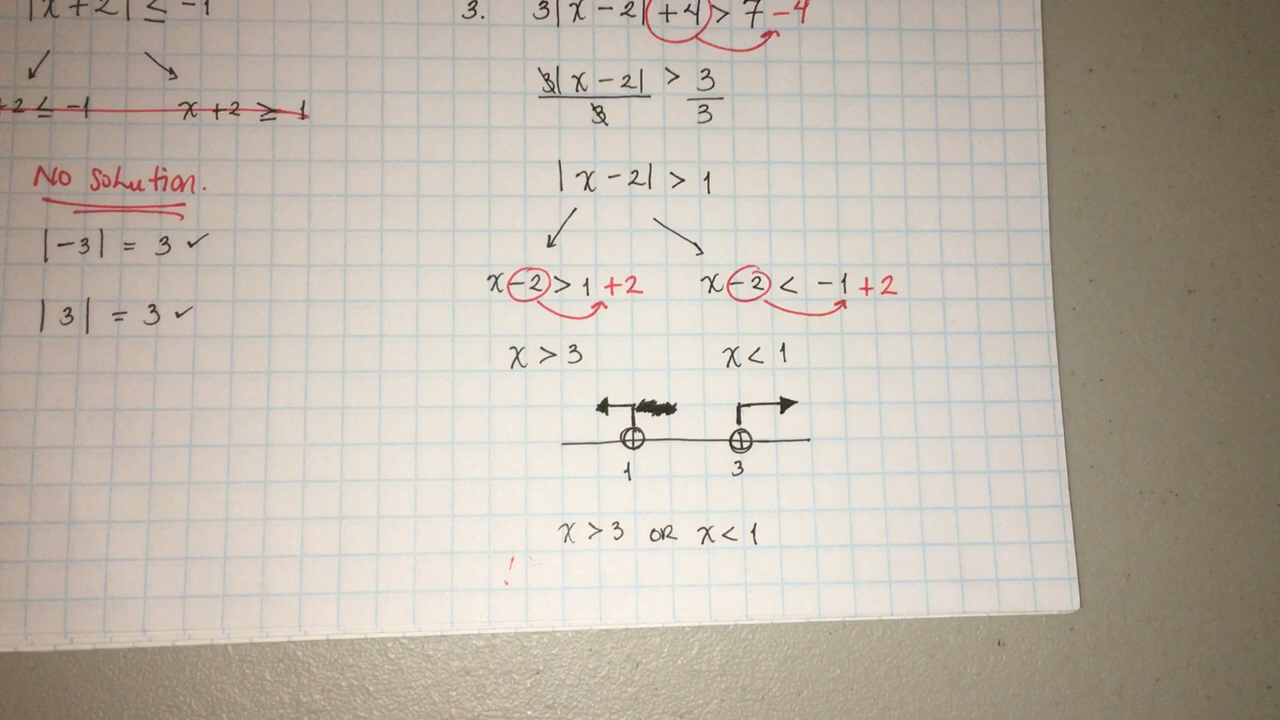 |x+2| ≤ -1
+2 ≤ -1 x+2 ≥ 1
No solution.
|-3| = 3 ✓
|3| = 3 ✓
3. 3|x-2| +4 > 7 -4
3|x-2| > 3
3 3
|x-2| > 1
x-2 > 1 +2 x-2 < -1 +2
x > 3 x < 1
1 3
x > 3 OR x < 1
!